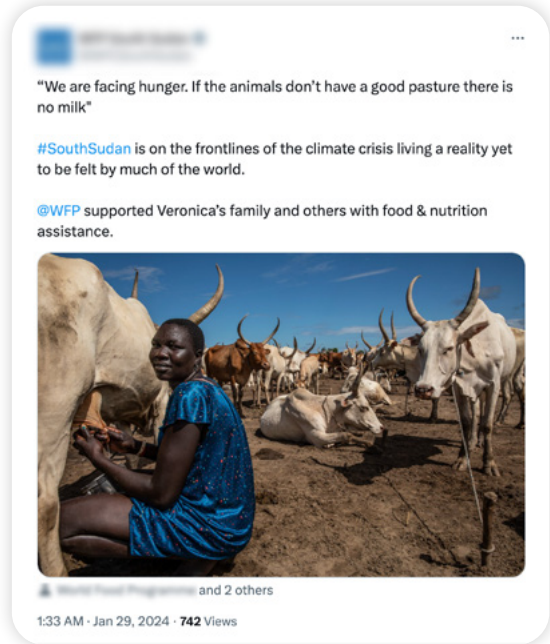 “We are facing hunger. If the animals don’t have a good pasture there is
no milk"
#SouthSudan is on the frontlines of the climate crisis living a reality yet
to be felt by much of the world.
@WFP supported Veronica’s family and others with food & nutrition
assistance.
and 2 others
1:33 AM · Jan 29, 2024 · 742 Views